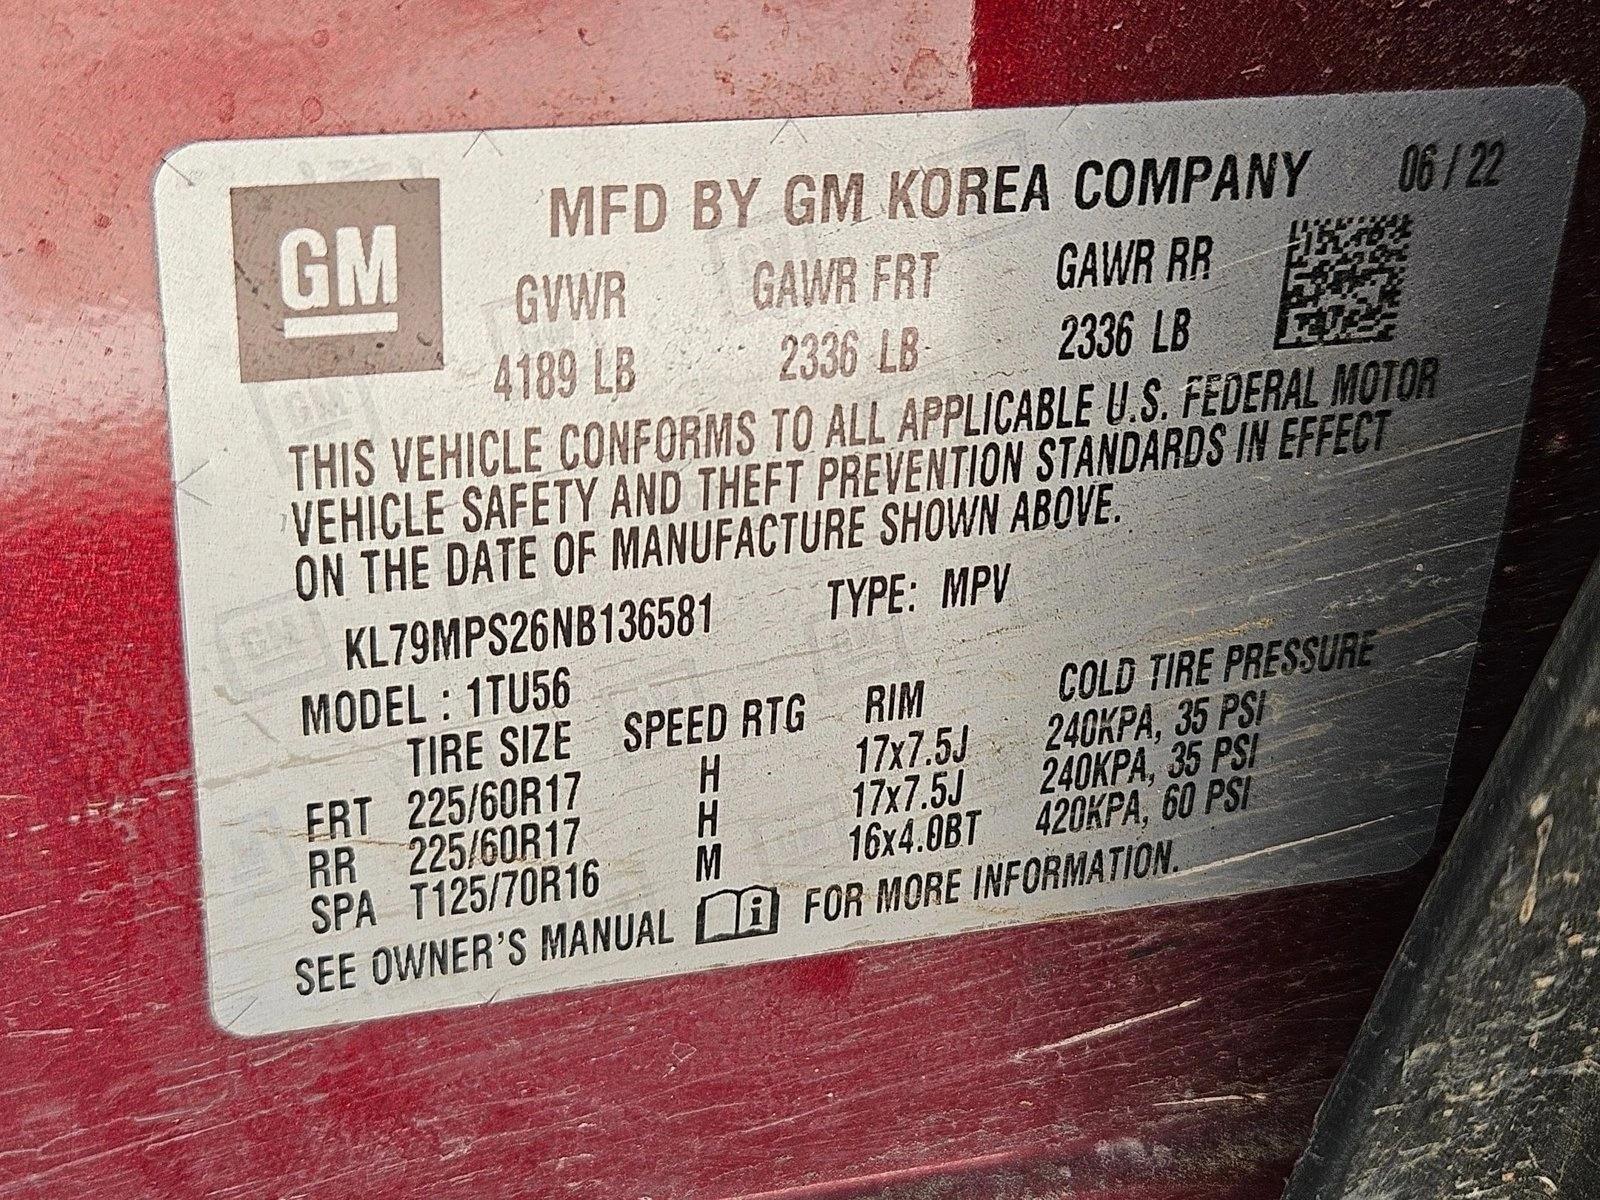 GM
MFD BY GM KOREA COMPANY 06 / 22
GVWR GAWR FRT GAWR RR
4189 LB 2336 LB 2336 LB
THIS VEHICLE CONFORMS TO ALL APPLICABLE U.S. FEDERAL MOTOR
VEHICLE SAFETY AND THEFT PREVENTION STANDARDS IN EFFECT
ON THE DATE OF MANUFACTURE SHOWN ABOVE.
KL79MPS26NB136581 TYPE: MPV
MODEL : 1TU56
TIRE SIZE SPEED RTG RIM COLD TIRE PRESSURE
FRT 225/60R17 H 17x7.5J 240KPA, 35 PSI
RR 225/60R17 H 17x7.5J 240KPA, 35 PSI
SPA T125/70R16 M 16x4.0BT 420KPA, 60 PSI
SEE OWNER'S MANUAL i FOR MORE INFORMATION.